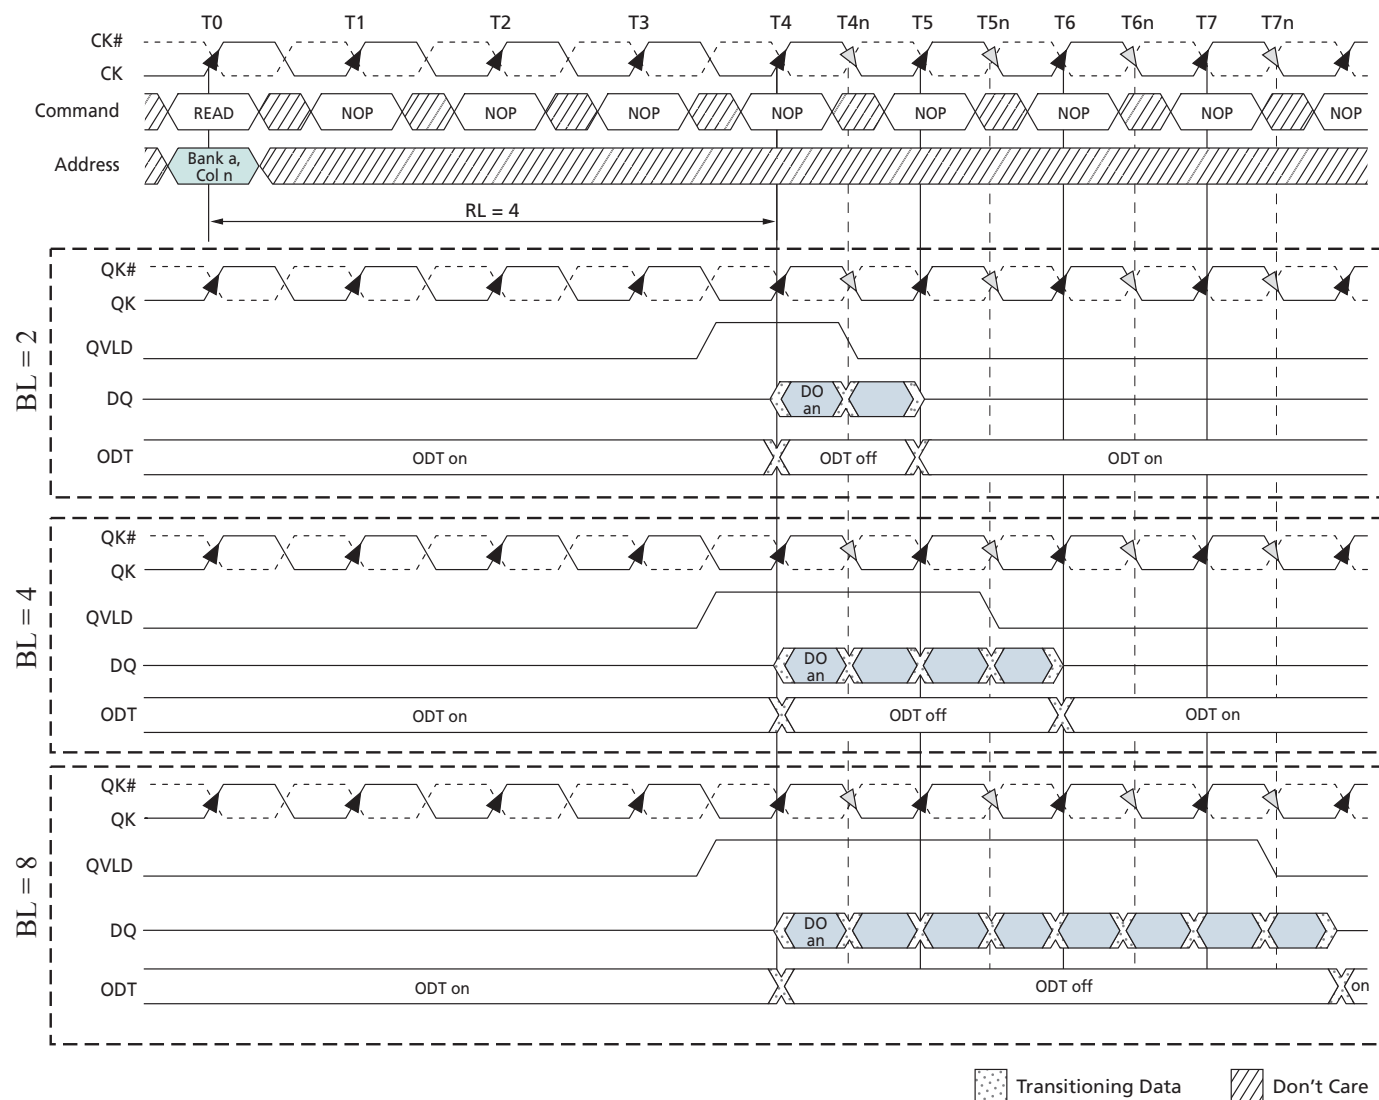 T0 T1 T2 T3 T4 T4n T5 T5n T6 T6n T7 T7n
CK#
CK
Command READ NOP NOP NOP NOP NOP NOP NOP NOP
Address Bank a,
Col n
RL = 4
BL = 2
QK#
QK
QVLD
DQ DO
an
ODT ODT on ODT off ODT on
BL = 4
QK#
QK
QVLD
DQ DO
an
ODT ODT on ODT off ODT on
BL = 8
QK#
QK
QVLD
DQ DO
an
ODT ODT on ODT off on
Transitioning Data Don't Care